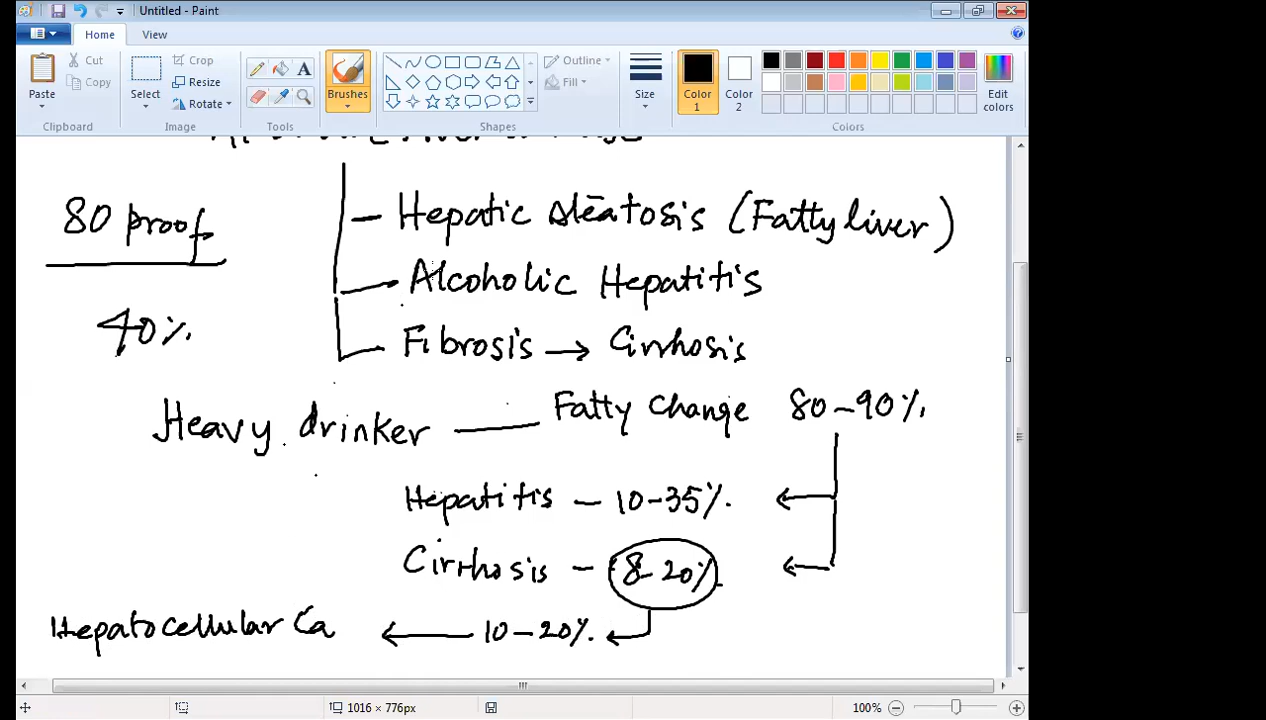 Untitled - Paint
Home View
Paste
Cut
Copy
Clipboard
Select
Crop
Resize
Rotate
Image
A
Tools
Brushes
Outline
Fill
Shapes
Size
Color 1
Color 2
Edit colors
Colors
80 proof
40%
Hepatic steatosis (Fatty liver)
Alcoholic Hepatitis
Fibrosis → Cirrhosis
Heavy drinker — Fatty Change 80-90%
Hepatitis - 10-35%
Cirrhosis - 8-20%
Hepatocellular Ca ← 10-20%
1016 × 776px
100%